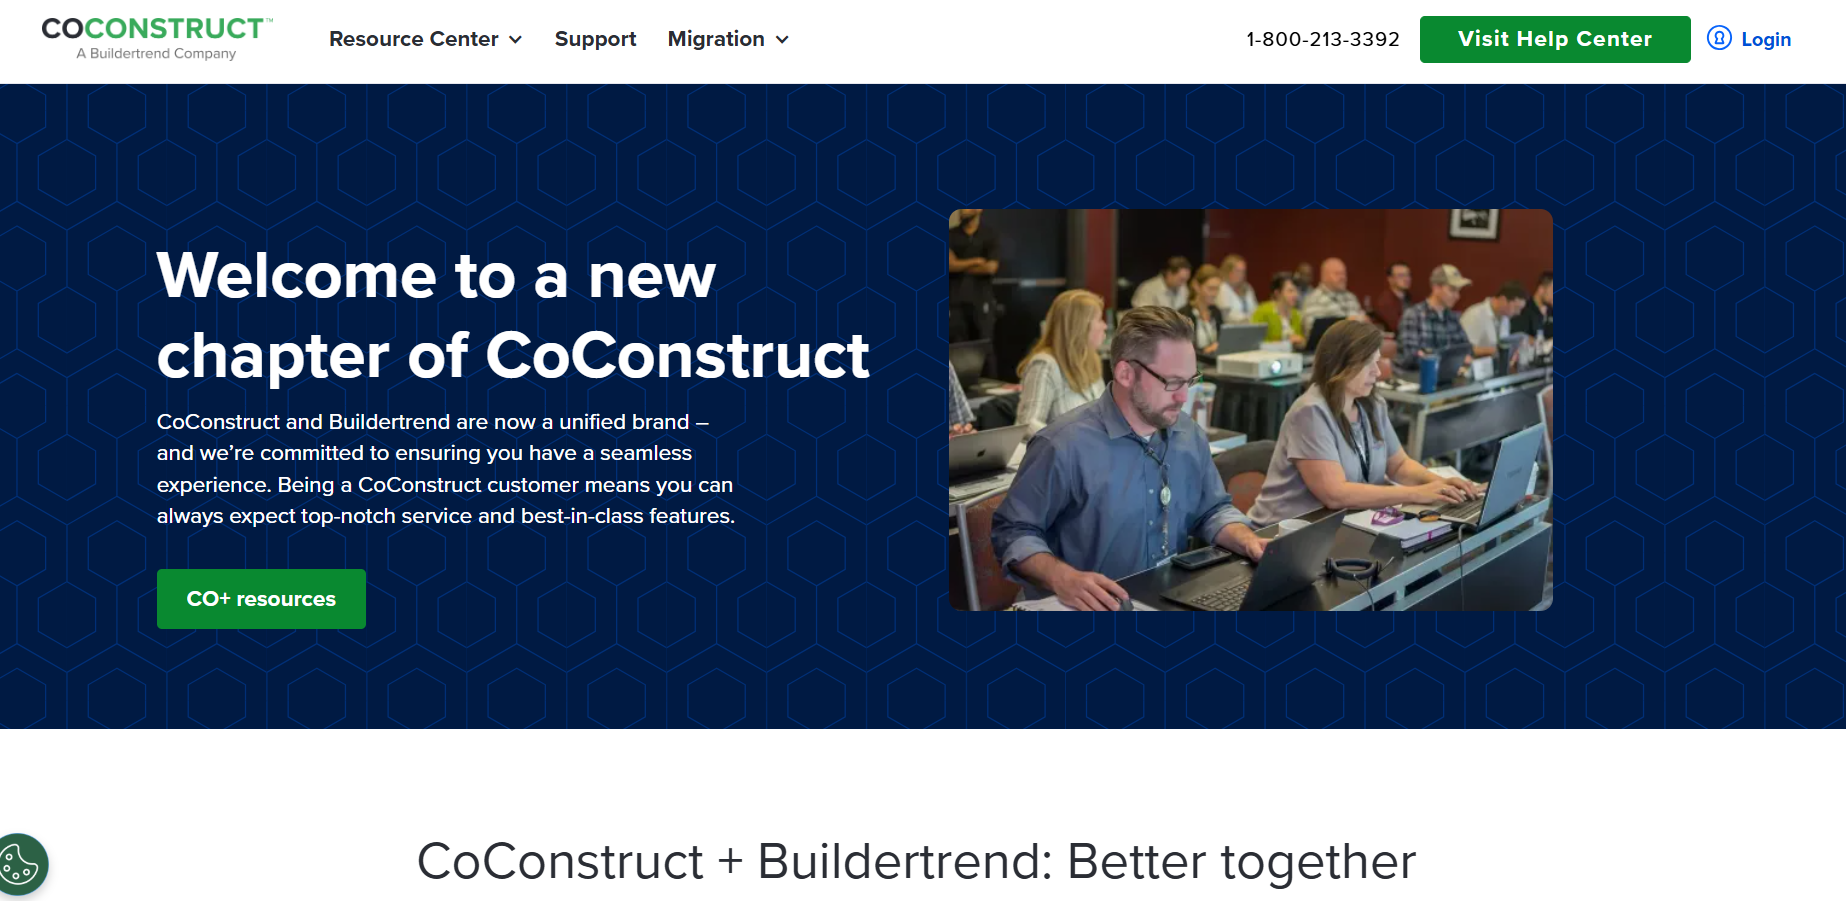 COCONSTRUCT™
A Buildertrend Company
Resource Center
Support
Migration
1-800-213-3392
Visit Help Center
Login
Welcome to a new
chapter of CoConstruct
CoConstruct and Buildertrend are now a unified brand –
and we’re committed to ensuring you have a seamless
experience. Being a CoConstruct customer means you can
always expect top-notch service and best-in-class features.
CO+ resources
CoConstruct + Buildertrend: Better together